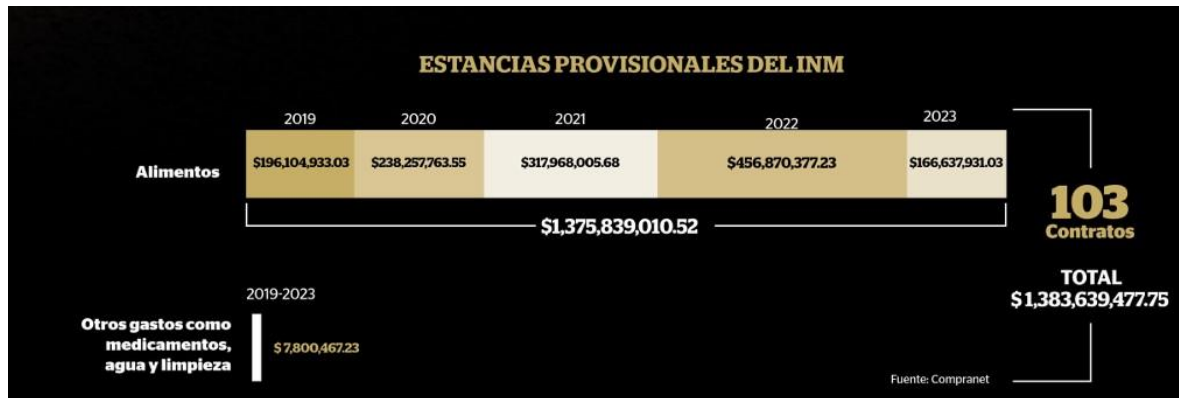 ESTANCIAS PROVISIONALES DEL INM
2019 2020 2021 2022 2023
Alimentos
$196,104,933.03 $238,257,763.55 $317,968,005.68 $456,870,377.23 $166,637,931.03
$1,375,839,010.52
103
Contratos
TOTAL
$1,383,639,477.75
2019-2023
Otros gastos como
medicamentos,
agua y limpieza
$7,800,467.23
Fuente: Compranet